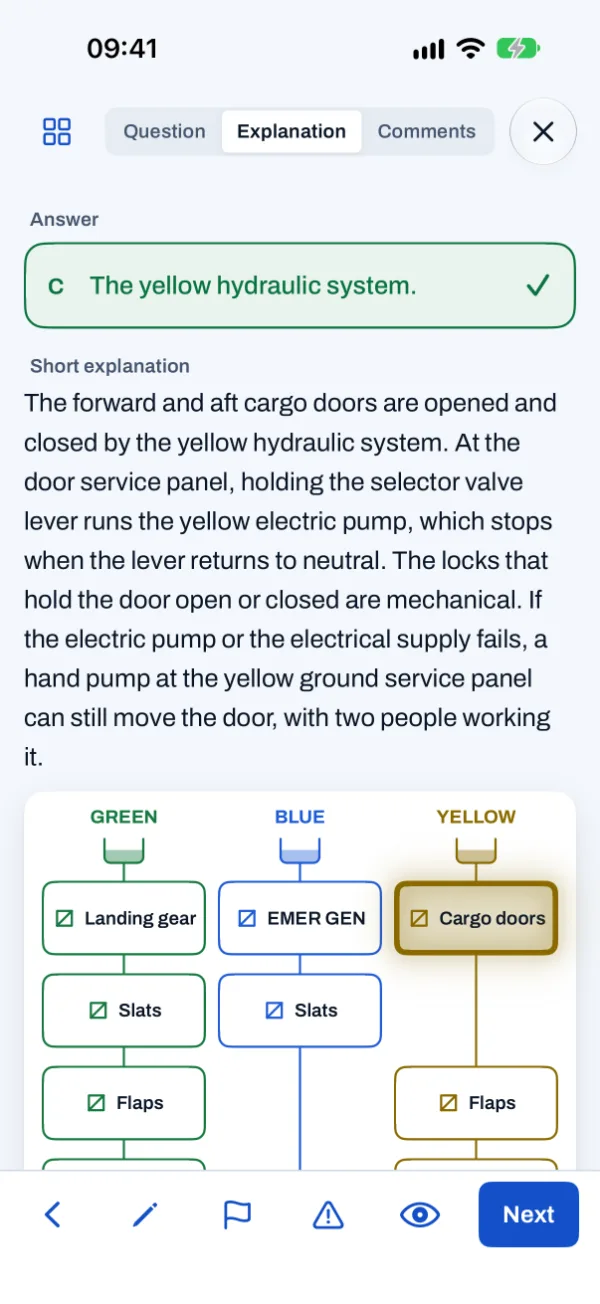 09:41
Question Explanation Comments
Answer
C The yellow hydraulic system.
Short explanation
The forward and aft cargo doors are opened and
closed by the yellow hydraulic system. At the
door service panel, holding the selector valve
lever runs the yellow electric pump, which stops
when the lever returns to neutral. The locks that
hold the door open or closed are mechanical. If
the electric pump or the electrical supply fails, a
hand pump at the yellow ground service panel
can still move the door, with two people working
it.
GREEN BLUE YELLOW
Landing gear EMER GEN Cargo doors
Slats Slats
Flaps Flaps
Next